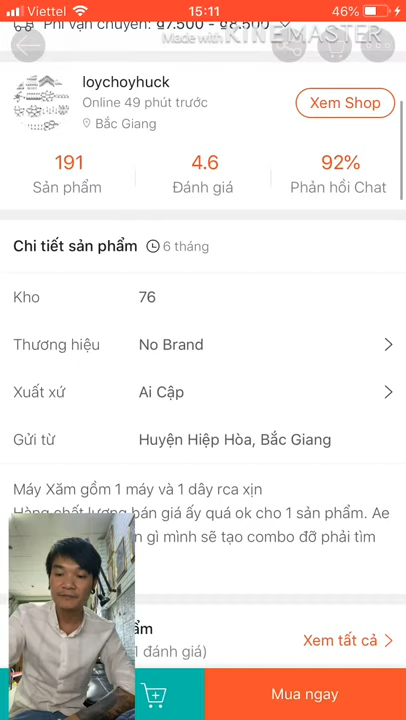 Viettel 15:11 46%
Phí vận chuyển: ₫7.500 - ₫8.500
Made with KINEMASTER
loychoyhuck
Online 49 phút trước
Bắc Giang
Xem Shop
191 4.6 92%
Sản phẩm Đánh giá Phản hồi Chat
Chi tiết sản phẩm 6 tháng
Kho 76
Thương hiệu No Brand
Xuất xứ Ai Cập
Gửi từ Huyện Hiệp Hòa, Bắc Giang
Máy Xăm gồm 1 máy và 1 dây rca xịn
Hàng chất lượng bán giá ấy quá ok cho 1 sản phẩm. Ae
n gì mình sẽ tạo combo đỡ phải tìm
ẩm Xem tất cả
1 đánh giá)
Mua ngay